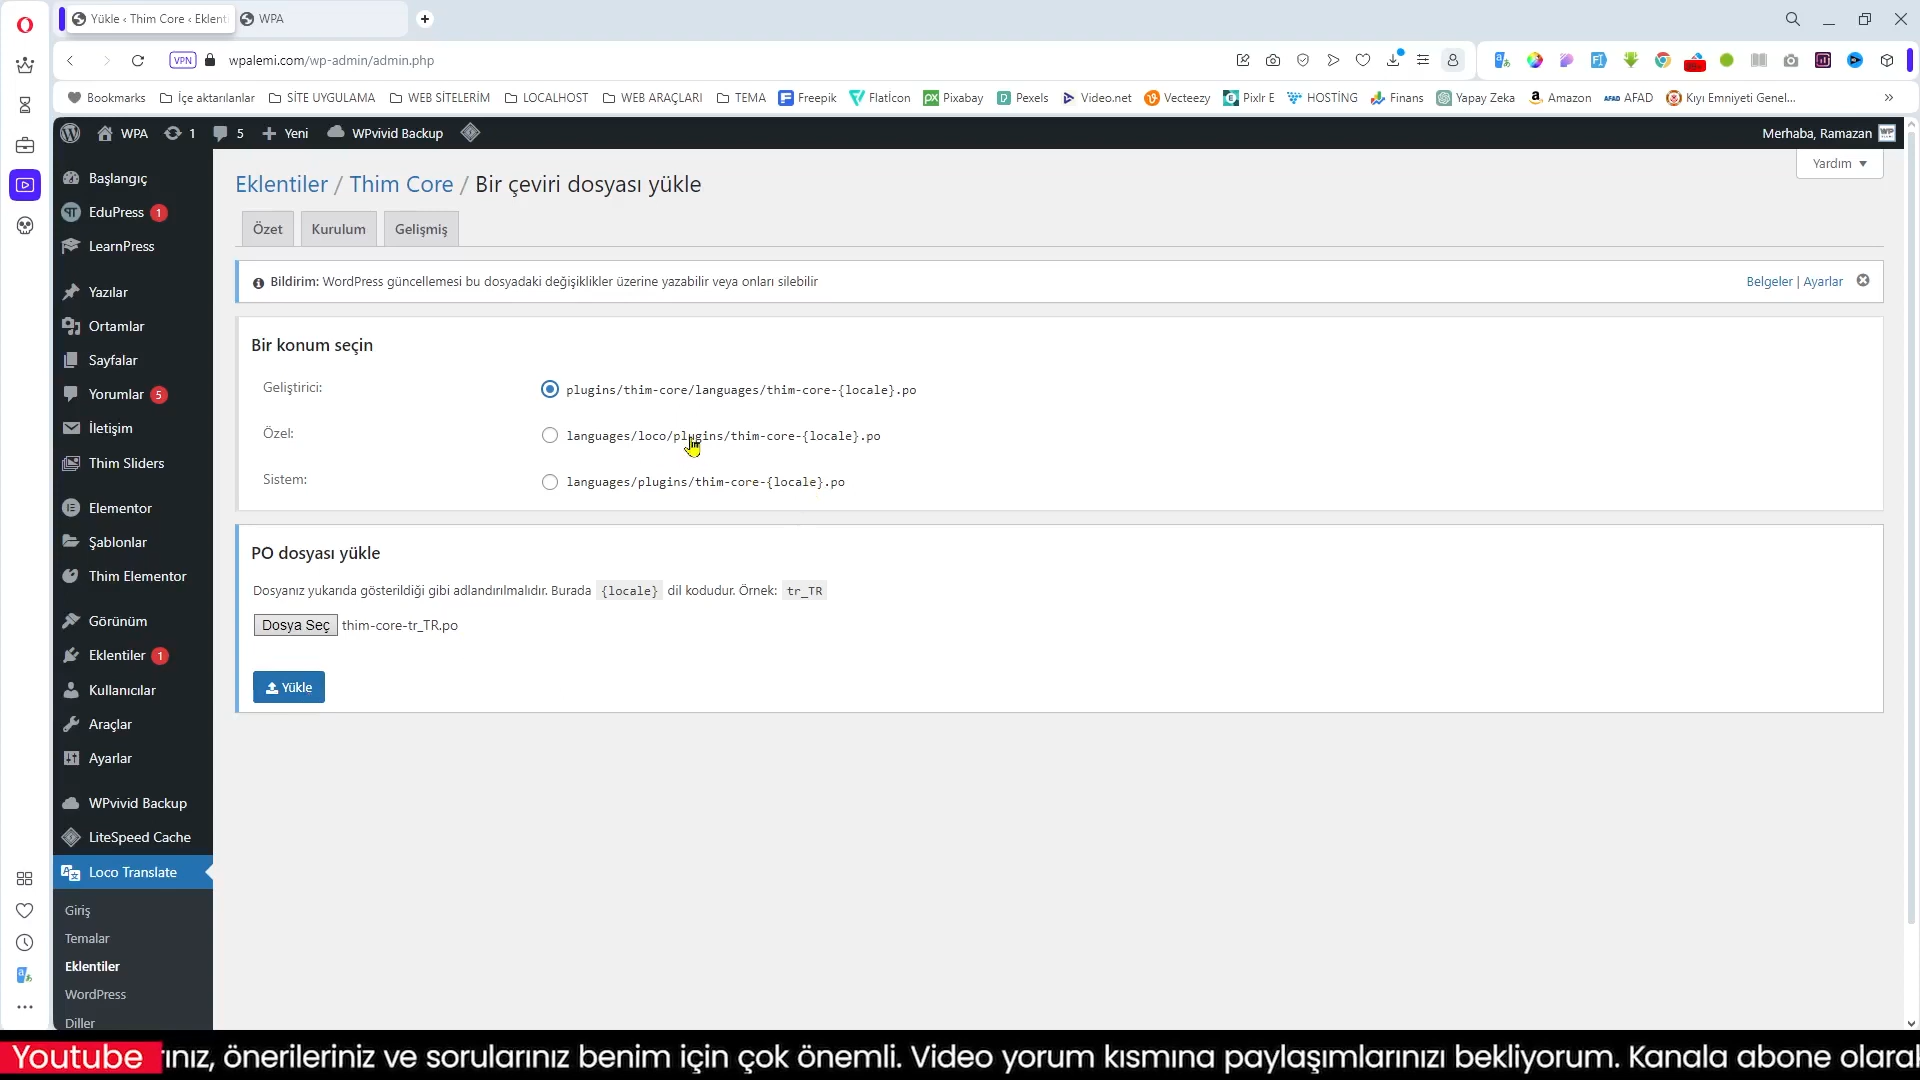 Yükle ‹ Thim Core ‹ Eklenti
WPA
VPN
wpalemi.com/wp-admin/admin.php
Bookmarks
İçe aktarılanlar
SİTE UYGULAMA
WEB SİTELERİM
LOCALHOST
WEB ARAÇLARI
TEMA
Freepik
Flatİcon
Pixabay
Pexels
Video.net
Vecteezy
Pixlr E
HOSTİNG
Finans
Yapay Zeka
Amazon
AFAD
Kıyı Emniyeti Genel...
WPA
1
5
Yeni
WPvivid Backup
Merhaba, Ramazan
Yardım
Başlangıç
EduPress 1
LearnPress
Yazılar
Ortamlar
Sayfalar
Yorumlar 5
İletişim
Thim Sliders
Elementor
Şablonlar
Thim Elementor
Görünüm
Eklentiler 1
Kullanıcılar
Araçlar
Ayarlar
WPvivid Backup
LiteSpeed Cache
Loco Translate
Giriş
Temalar
Eklentiler
WordPress
Diller
Eklentiler / Thim Core / Bir çeviri dosyası yükle
Özet
Kurulum
Gelişmiş
Bildirim: WordPress güncellemesi bu dosyadaki değişiklikler üzerine yazabilir veya onları silebilir
Belgeler | Ayarlar
Bir konum seçin
Geliştirici:
plugins/thim-core/languages/thim-core-{locale}.po
Özel:
languages/loco/plugins/thim-core-{locale}.po
Sistem:
languages/plugins/thim-core-{locale}.po
PO dosyası yükle
Dosyanız yukarıda gösterildiği gibi adlandırılmalıdır. Burada {locale} dil kodudur. Örnek: tr_TR
Dosya Seç thim-core-tr_TR.po
Yükle
Youtube
ınız, önerileriniz ve sorularınız benim için çok önemli. Video yorum kısmına paylaşımlarınızı bekliyorum. Kanala abone olarak